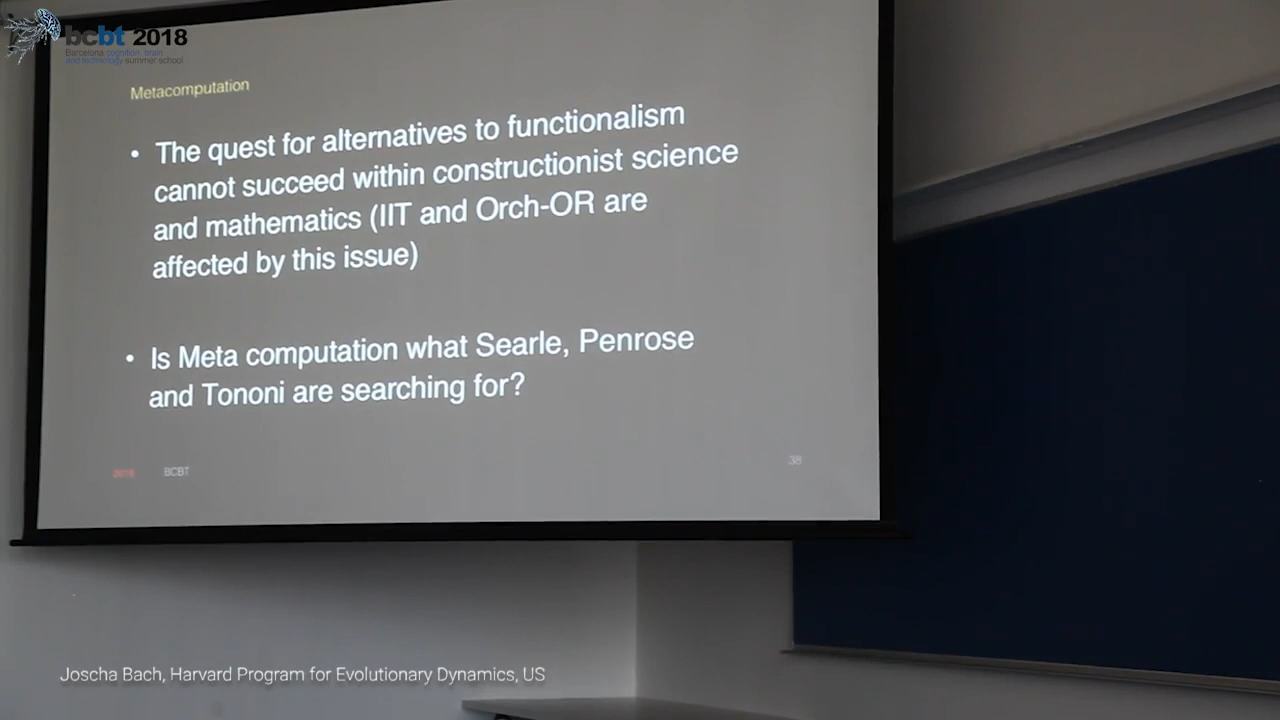 bcbt 2018
Barcelona cognition, brain
and technology summer school
Metacomputation
• The quest for alternatives to functionalism
cannot succeed within constructionist science
and mathematics (IIT and Orch-OR are
affected by this issue)
• Is Meta computation what Searle, Penrose
and Tononi are searching for?
2018 BCBT 38
Joscha Bach, Harvard Program for Evolutionary Dynamics, US